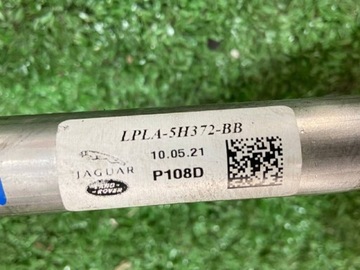 LPLA-5H372-BB
10.05.21
JAGUAR P108D
LAND-
ROVER